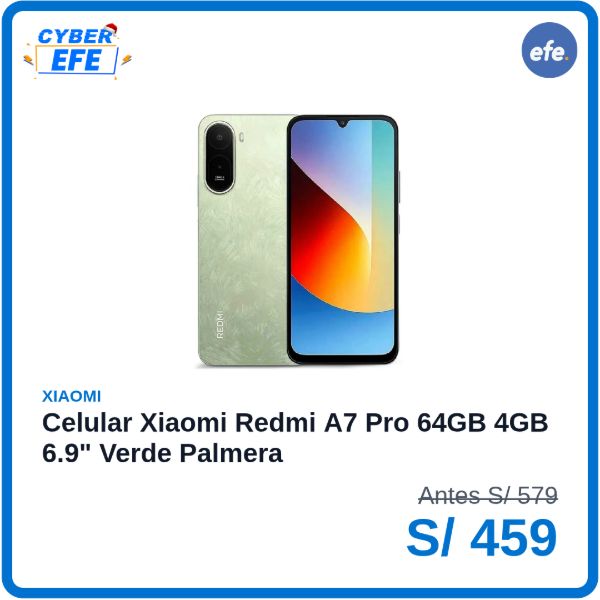 CYBER
EFE
efe.
REDMI
XIAOMI
Celular Xiaomi Redmi A7 Pro 64GB 4GB
6.9" Verde Palmera
Antes S/ 579
S/ 459